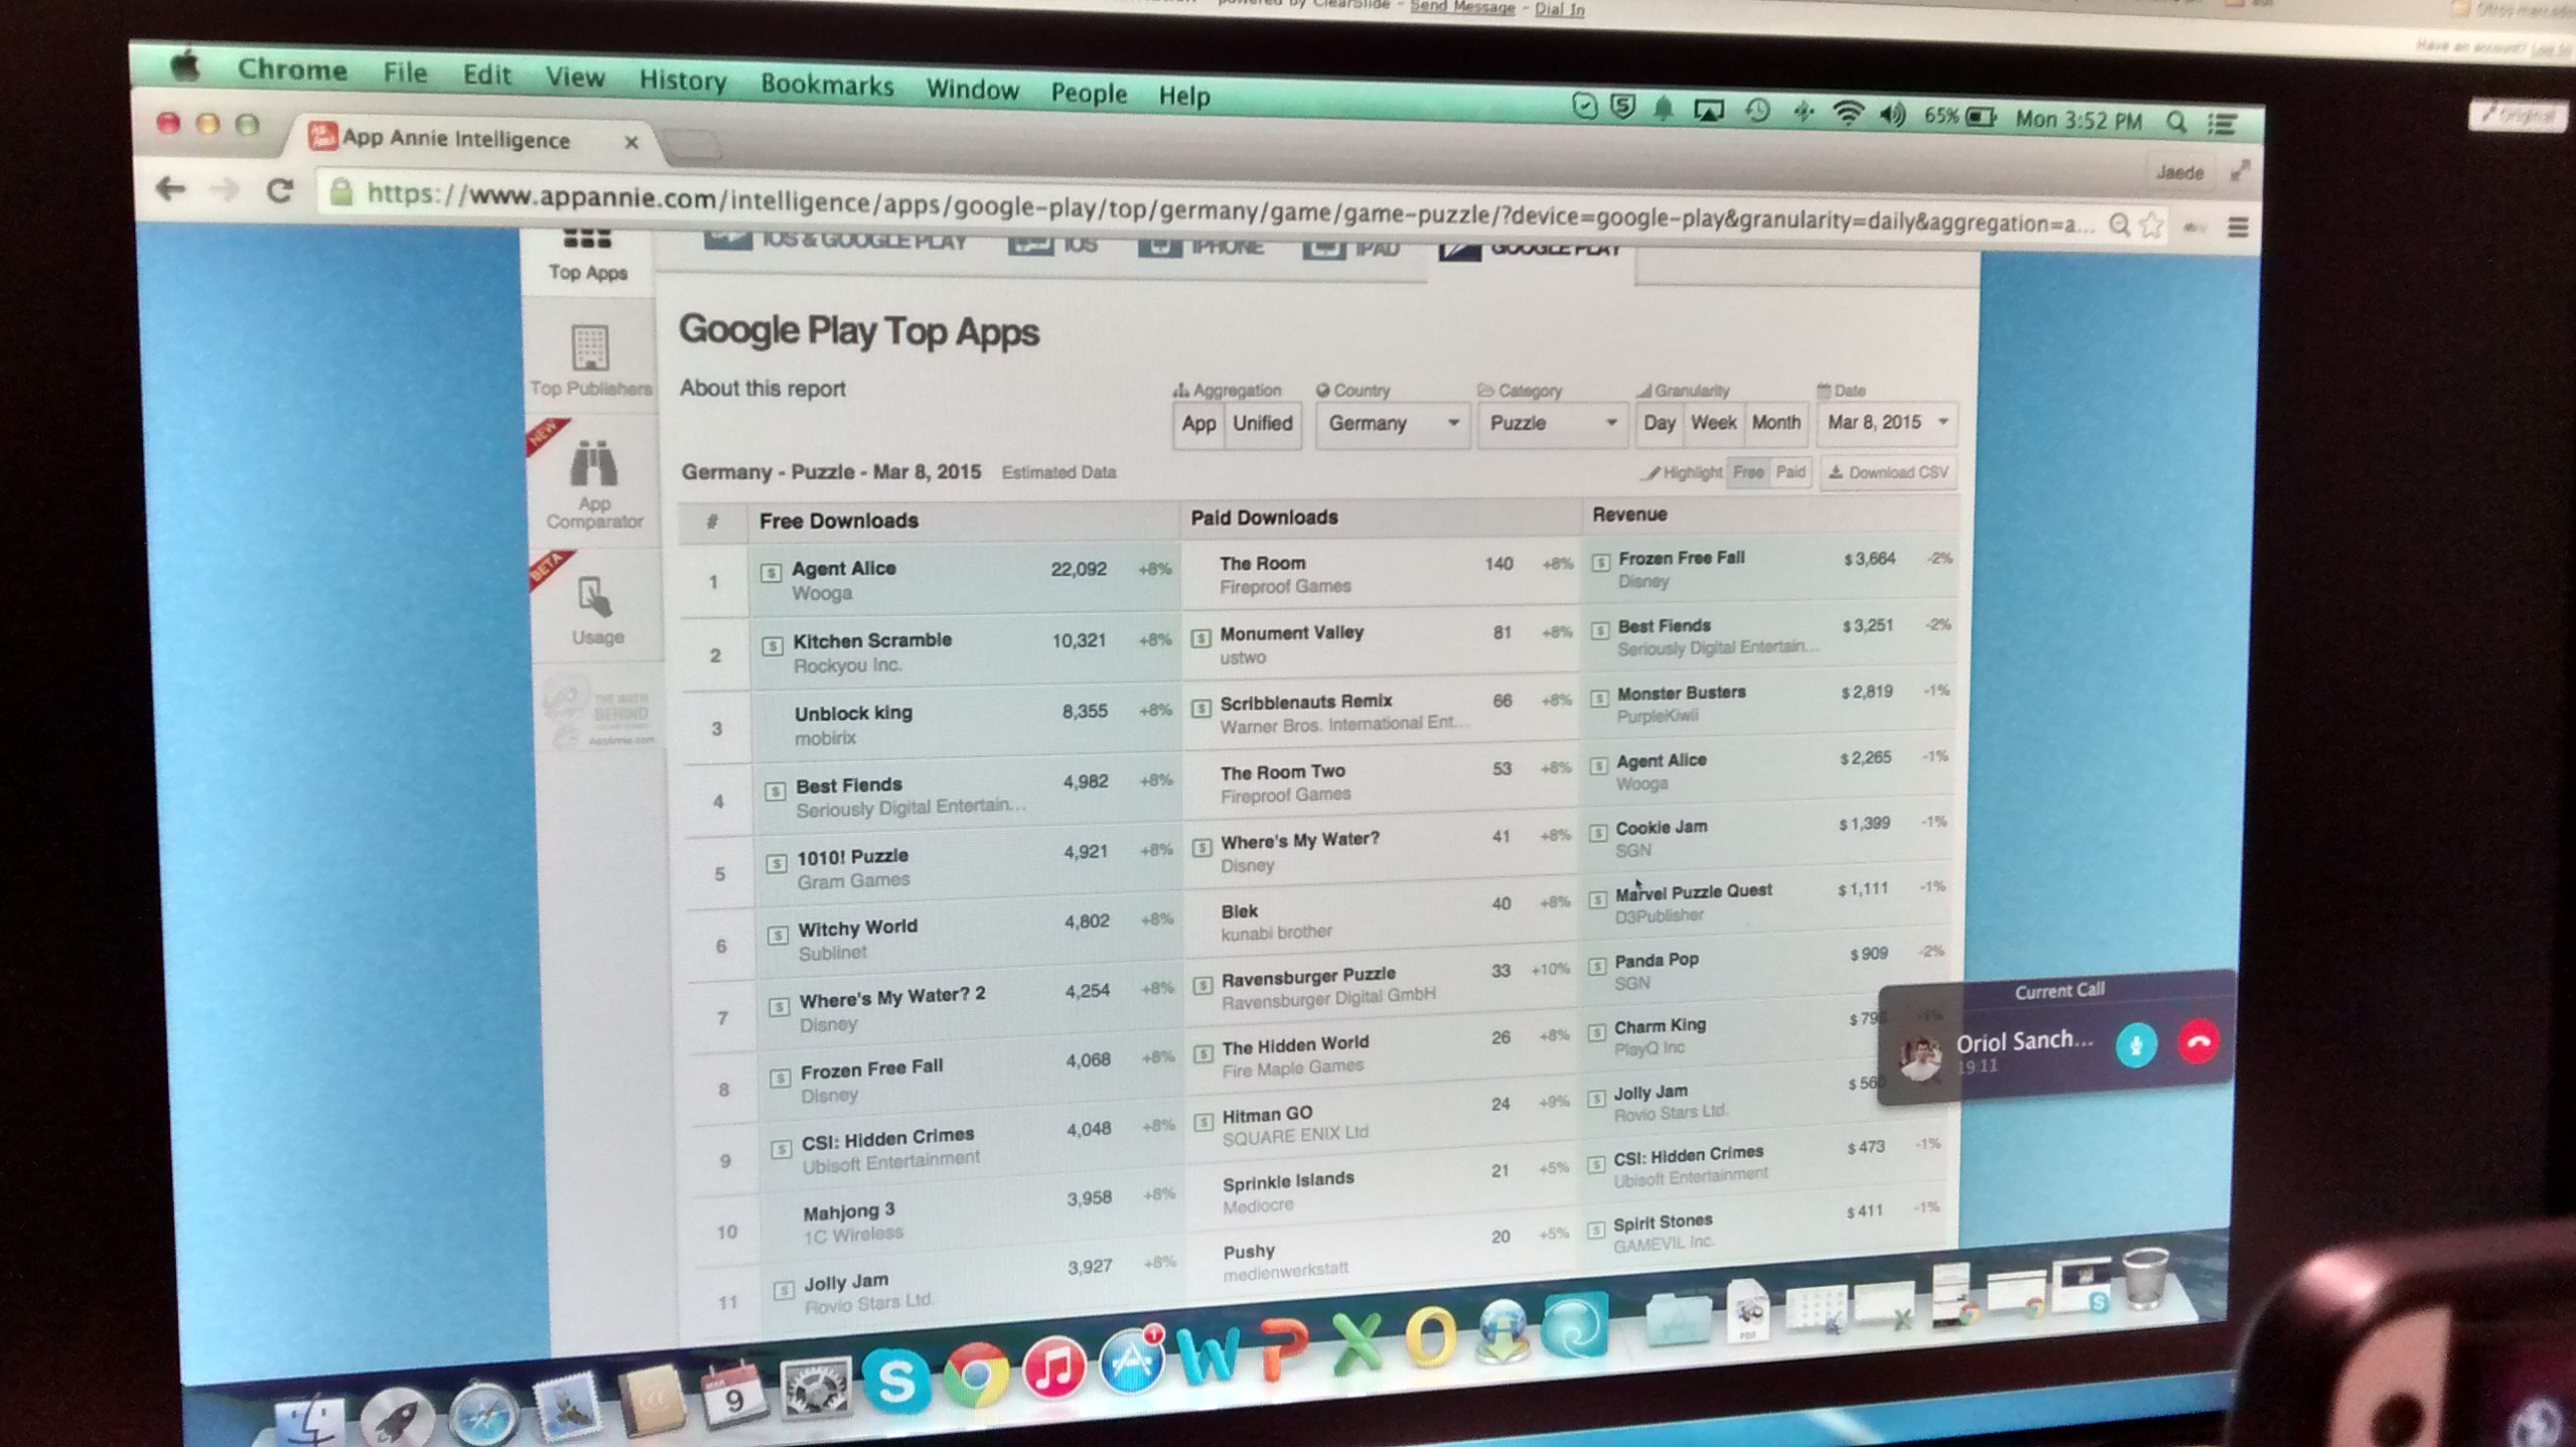 powered by ClearSlide - Send Message - Dial In
Have an account? Log in
Original
Chrome File Edit View History Bookmarks Window People Help
65% Mon 3:52 PM
App Annie Intelligence
Jaede
https://www.appannie.com/intelligence/apps/google-play/top/germany/game/game-puzzle/?device=google-play&granularity=daily&aggregation=a...
IOS & GOOGLE PLAY IOS IPHONE IPAD GOOGLE PLAY
Top Apps
Top Publishers
NEW
App
Comparator
BETA
Usage
THE MATH
BEHIND
AppAnnie.com
Google Play Top Apps
About this report
Aggregation Country Category Granularity Date
App Unified Germany Puzzle Day Week Month Mar 8, 2015
Germany - Puzzle - Mar 8, 2015 Estimated Data
Highlight Free Paid Download CSV
# Free Downloads Paid Downloads Revenue
1 Agent Alice 22,092 +8% The Room 140 +8% Frozen Free Fall $3,664 -2%
Wooga Fireproof Games Disney
2 Kitchen Scramble 10,321 +8% Monument Valley 81 +8% Best Fiends $3,251 -2%
Rockyou Inc. ustwo Seriously Digital Entertain...
3 Unblock king 8,355 +8% Scribblenauts Remix 66 +8% Monster Busters $2,819 -1%
mobirix Warner Bros. International Ent... PurpleKiwii
4 Best Fiends 4,982 +8% The Room Two 53 +8% Agent Alice $2,265 -1%
Seriously Digital Entertain... Fireproof Games Wooga
5 1010! Puzzle 4,921 +8% Where's My Water? 41 +8% Cookie Jam $1,399 -1%
Gram Games Disney SGN
6 Witchy World 4,802 +8% Blek 40 +8% Marvel Puzzle Quest $1,111 -1%
Sublinet kunabi brother D3Publisher
7 Where's My Water? 2 4,254 +8% Ravensburger Puzzle 33 +10% Panda Pop $909 -2%
Disney Ravensburger Digital GmbH SGN
8 Frozen Free Fall 4,068 +8% The Hidden World 26 +8% Charm King $79
Disney Fire Maple Games PlayQ Inc
9 CSI: Hidden Crimes 4,048 +8% Hitman GO 24 +9% Jolly Jam $56
Ubisoft Entertainment SQUARE ENIX Ltd Rovio Stars Ltd.
10 Mahjong 3 3,958 +8% Sprinkle Islands 21 +5% CSI: Hidden Crimes $473 -1%
1C Wireless Mediocre Ubisoft Entertainment
11 Jolly Jam 3,927 +8% Pushy 20 +5% Spirit Stones $411 -1%
Rovio Stars Ltd. medienwerkstatt GAMEVIL Inc.
Current Call
Oriol Sanch...
19:11
9
PDF